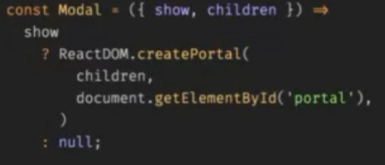 const Modal = ({ show, children }) ⇒
show
? ReactDOM.createPortal(
children,
document.getElementById('portal'),
)
: null;